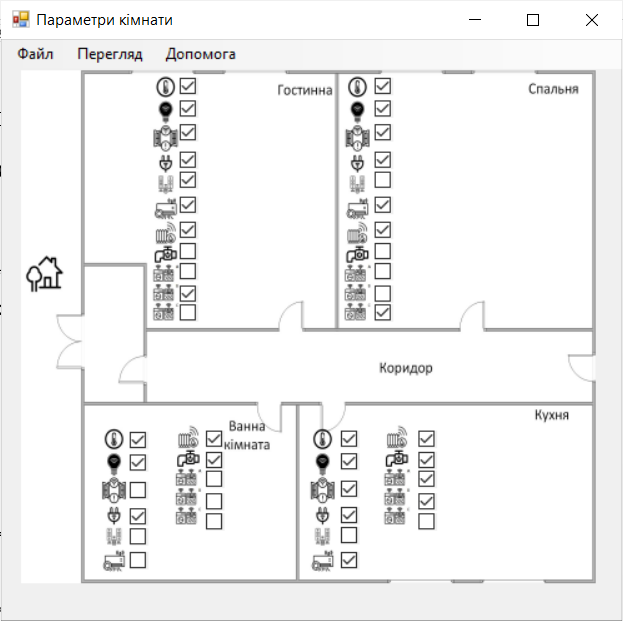 Параметри кімнати
Файл Перегляд Допомога
Гостинна
Спальня
Коридор
Ванна
кімната
Кухня